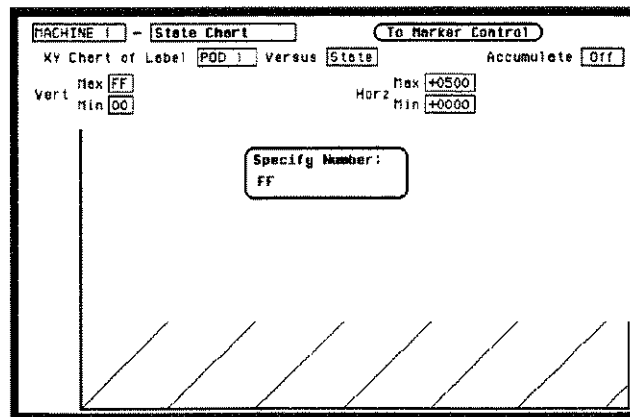 MACHINE 1 - State Chart To Marker Control
XY Chart of Label POD 1 Versus State Accumulate Off
Vert Max FF Horz Max +0500
Min 00 Min +0000
Specify Number:
FF